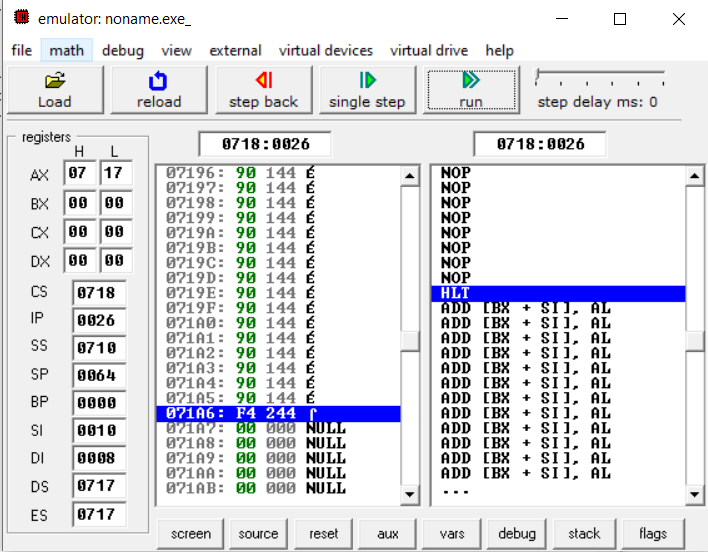 emulator: noname.exe_
file math debug view external virtual devices virtual drive help
Load reload step back single step run step delay ms: 0
registers
H L
0718:0026 0718:0026
AX 07 17
BX 00 00
CX 00 00
DX 00 00
CS 0718
IP 0026
SS 0710
SP 0064
BP 0000
SI 0010
DI 0008
DS 0717
ES 0717
07196: 90 144 É
07197: 90 144 É
07198: 90 144 É
07199: 90 144 É
0719A: 90 144 É
0719B: 90 144 É
0719C: 90 144 É
0719D: 90 144 É
0719E: 90 144 É
0719F: 90 144 É
071A0: 90 144 É
071A1: 90 144 É
071A2: 90 144 É
071A3: 90 144 É
071A4: 90 144 É
071A5: 90 144 É
071A6: F4 244 ⌠
071A7: 00 000 NULL
071A8: 00 000 NULL
071A9: 00 000 NULL
071AA: 00 000 NULL
071AB: 00 000 NULL
NOP
NOP
NOP
NOP
NOP
NOP
NOP
NOP
HLT
ADD [BX + SI], AL
ADD [BX + SI], AL
ADD [BX + SI], AL
ADD [BX + SI], AL
ADD [BX + SI], AL
ADD [BX + SI], AL
ADD [BX + SI], AL
ADD [BX + SI], AL
ADD [BX + SI], AL
ADD [BX + SI], AL
ADD [BX + SI], AL
ADD [BX + SI], AL
...
screen source reset aux vars debug stack flags